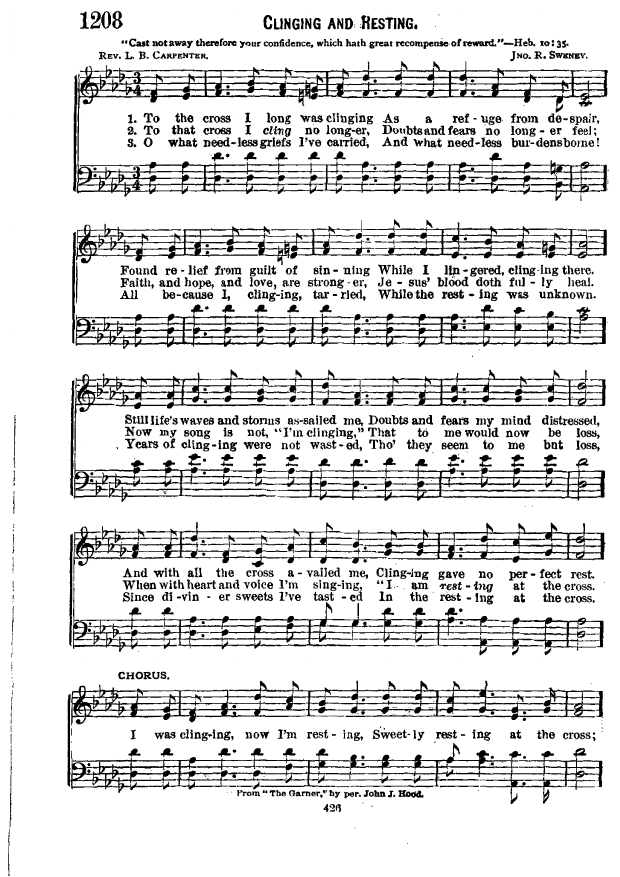 1208
CLINGING AND RESTING.
"Cast not away therefore your confidence, which hath great recompense of reward."—Heb. 10:35.
REV. L. B. CARPENTER. JNO. R. SWENEY.
1. To the cross I long was clinging As a ref-uge from de-spair,
2. To that cross I cling no long-er, Doubts and fears no long-er feel;
3. O what need-less griefs I've carried, And what need-less bur-dens borne!
Found re-lief from guilt of sin-ning While I lin-gered, cling-ing there.
Faith, and hope, and love, are strong-er, Je-sus' blood doth ful-ly heal.
All be-cause I, cling-ing, tar-ried, While the rest-ing was unknown.
Still life's waves and storms as-sailed me, Doubts and fears my mind distressed,
Now my song is not, "I'm clinging," That to me would now be loss,
Years of cling-ing were not wast-ed, Tho' they seem to me but loss,
And with all the cross a-vailed me, Cling-ing gave no per-fect rest.
When with heart and voice I'm sing-ing, "I am rest-ing at the cross.
Since di-vin-er sweets I've tast-ed In the rest-ing at the cross.
CHORUS.
I was cling-ing, now I'm rest-ing, Sweet-ly rest-ing at the cross;
From "The Garner," by per. John J. Hood.
426